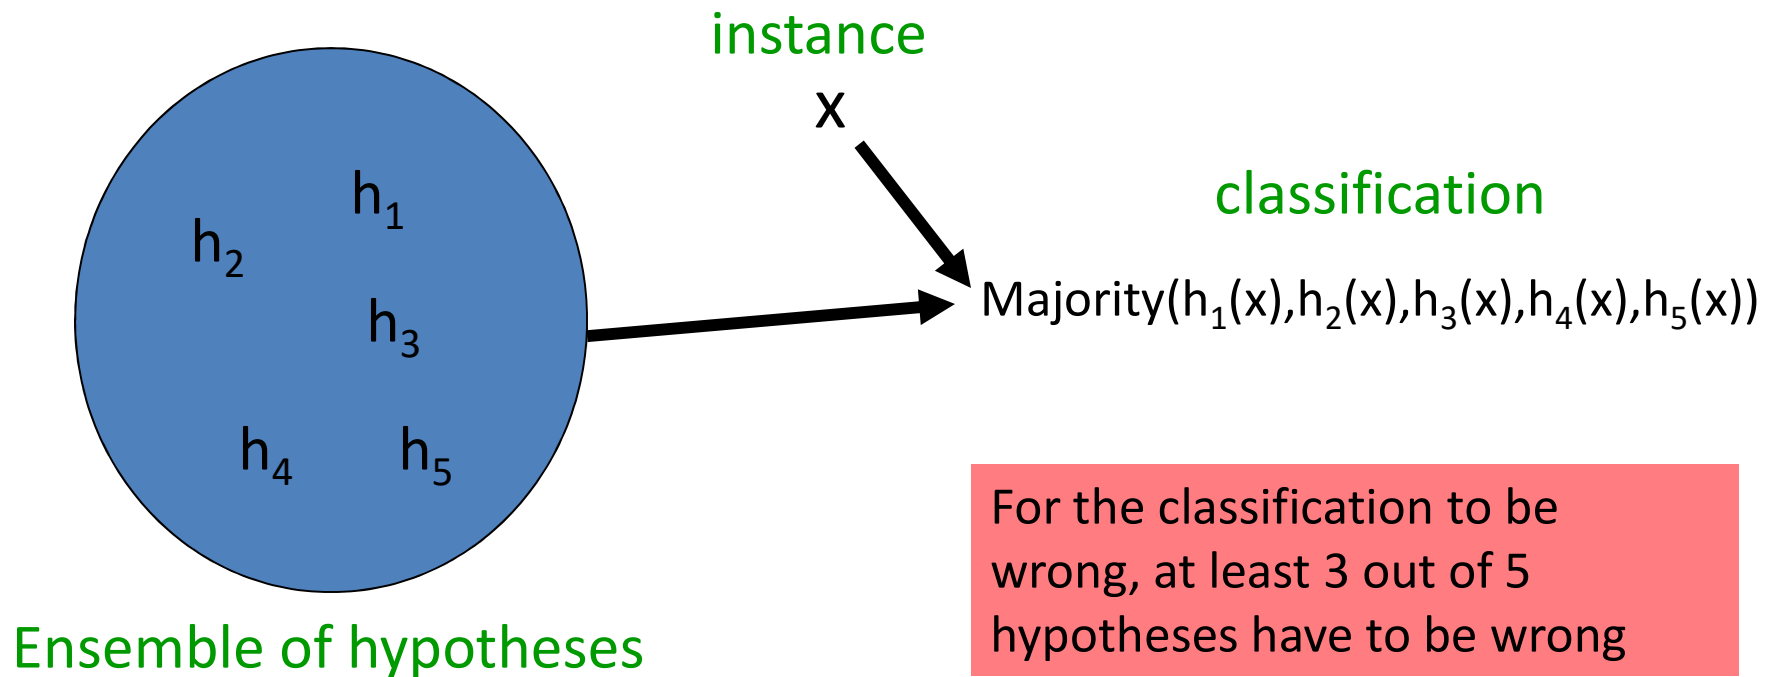 instance
x
h₁
h₂
h₃
h₄ h₅
Ensemble of hypotheses
classification
Majority(h₁(x),h₂(x),h₃(x),h₄(x),h₅(x))
For the classification to be
wrong, at least 3 out of 5
hypotheses have to be wrong